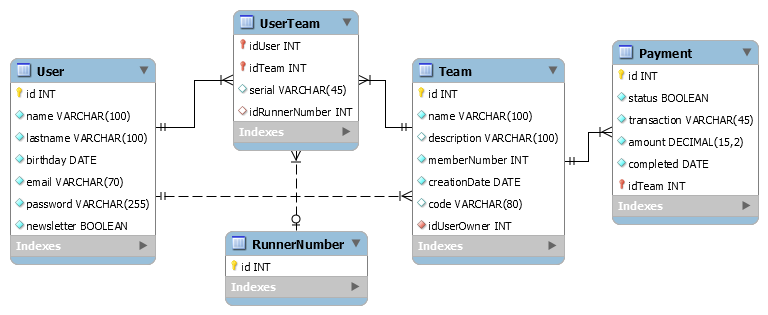 User
id INT
name VARCHAR(100)
lastname VARCHAR(100)
birthday DATE
email VARCHAR(70)
password VARCHAR(255)
newsletter BOOLEAN
Indexes
UserTeam
idUser INT
idTeam INT
serial VARCHAR(45)
idRunnerNumber INT
Indexes
RunnerNumber
id INT
Indexes
Team
id INT
name VARCHAR(100)
description VARCHAR(100)
memberNumber INT
creationDate DATE
code VARCHAR(80)
idUserOwner INT
Indexes
Payment
id INT
status BOOLEAN
transaction VARCHAR(45)
amount DECIMAL(15,2)
completed DATE
idTeam INT
Indexes